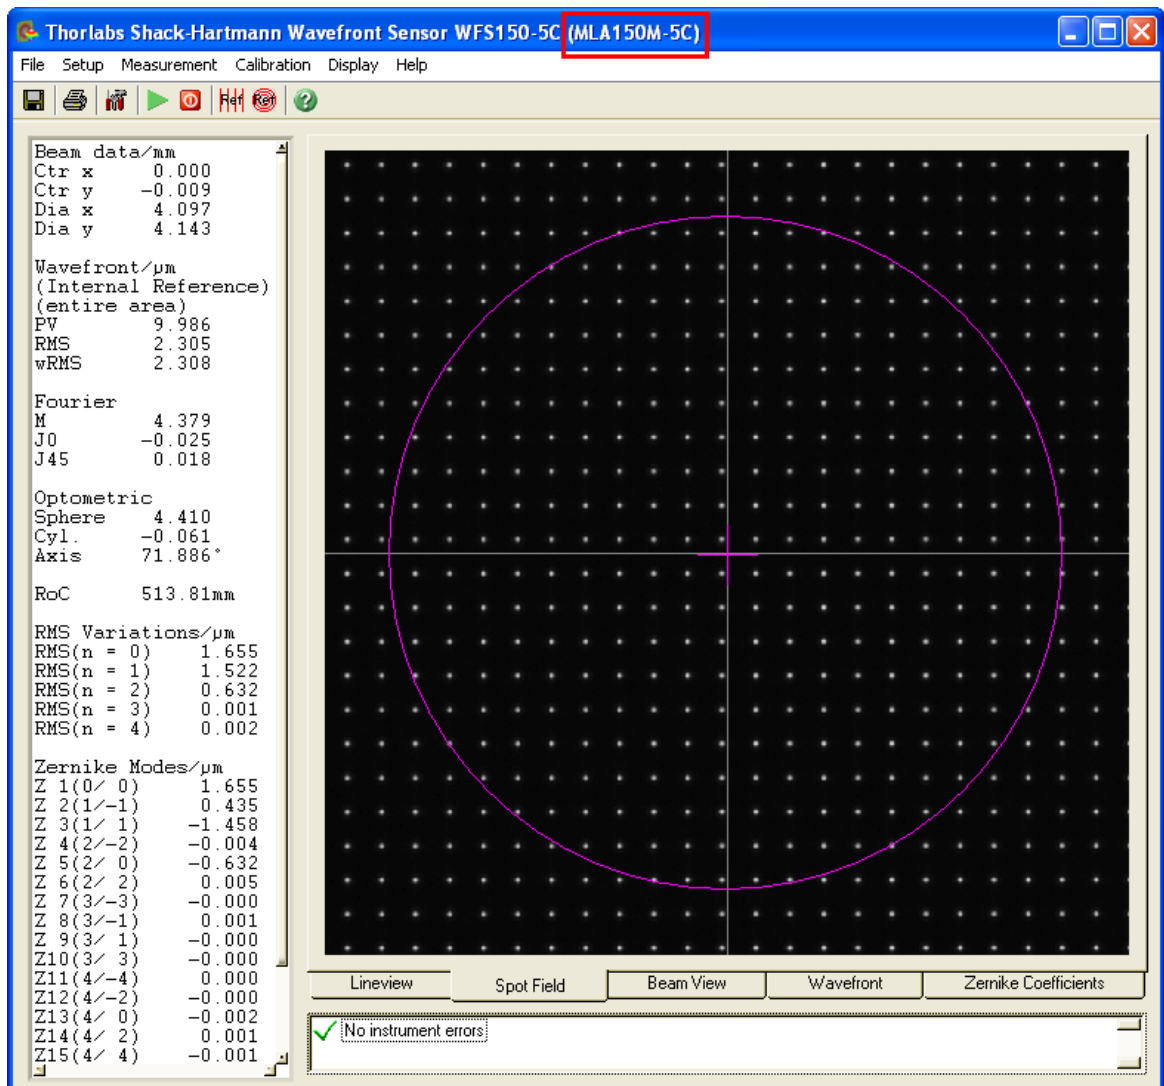 Thorlabs Shack-Hartmann Wavefront Sensor WFS150-5C (MLA150M-5C)
File Setup Measurement Calibration Display Help
Ref Ref
Beam data/mm
Ctr x 0.000
Ctr y -0.009
Dia x 4.097
Dia y 4.143
Wavefront/µm
(Internal Reference)
(entire area)
PV 9.986
RMS 2.305
wRMS 2.308
Fourier
M 4.379
J0 -0.025
J45 0.018
Optometric
Sphere 4.410
Cyl. -0.061
Axis 71.886°
RoC 513.81mm
RMS Variations/µm
RMS(n = 0) 1.655
RMS(n = 1) 1.522
RMS(n = 2) 0.632
RMS(n = 3) 0.001
RMS(n = 4) 0.002
Zernike Modes/µm
Z 1(0/ 0) 1.655
Z 2(1/-1) 0.435
Z 3(1/ 1) -1.458
Z 4(2/-2) -0.004
Z 5(2/ 0) -0.632
Z 6(2/ 2) 0.005
Z 7(3/-3) -0.000
Z 8(3/-1) 0.001
Z 9(3/ 1) -0.000
Z10(3/ 3) -0.000
Z11(4/-4) 0.000
Z12(4/-2) -0.000
Z13(4/ 0) -0.002
Z14(4/ 2) 0.001
Z15(4/ 4) -0.001
Lineview Spot Field Beam View Wavefront Zernike Coefficients
No instrument errors